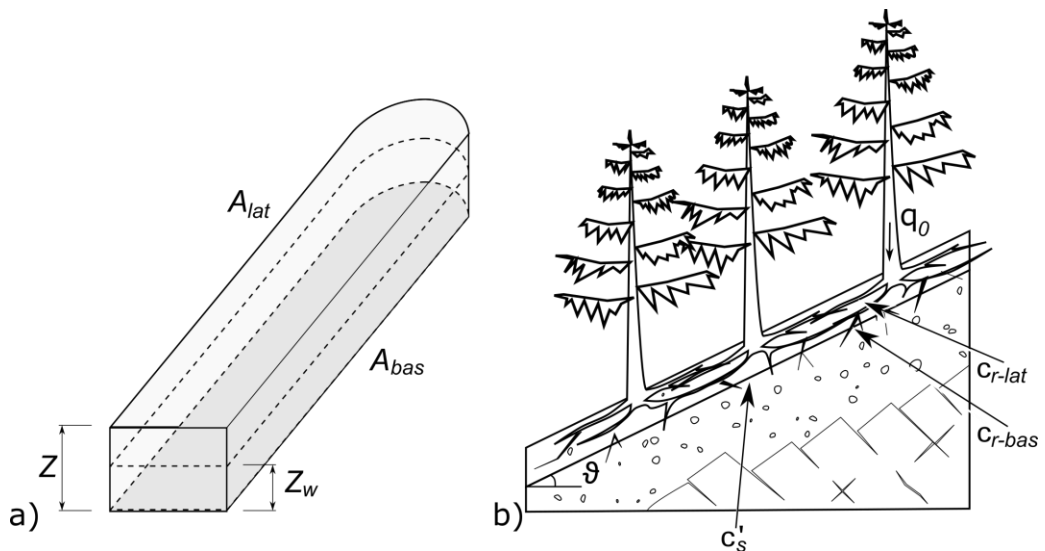 A_lat
A_bas
Z
Z_w
a)
q_0
c_r-lat
c_r-bas
ϑ
c'_s
b)